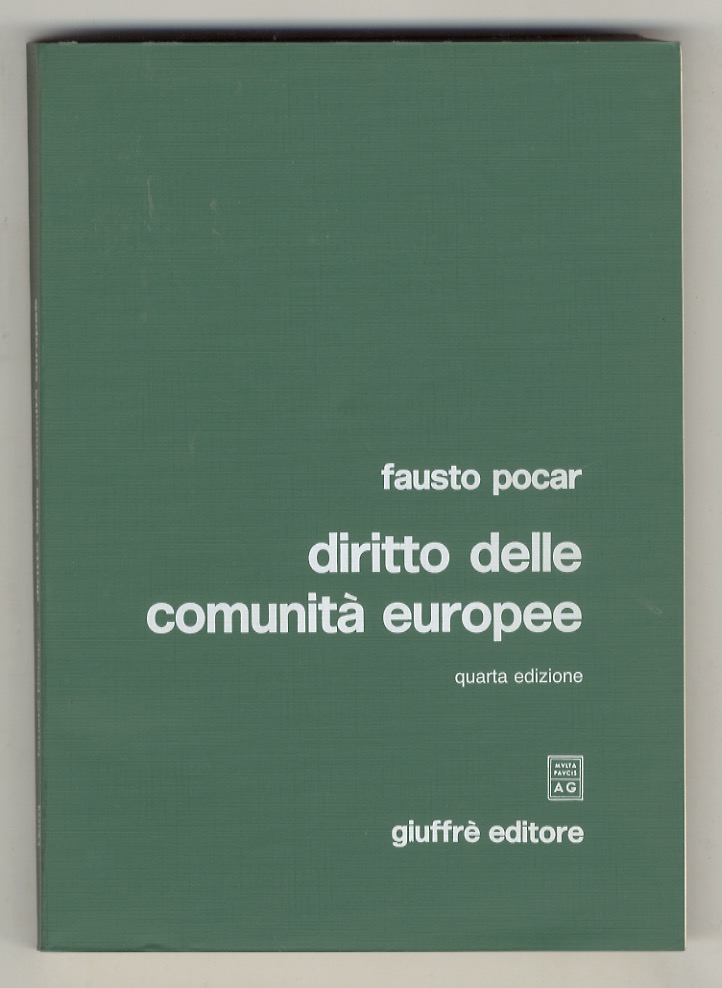 fausto pocar
diritto delle
comunità europee
quarta edizione
MVLTA
PAVCIS
AG
giuffrè editore